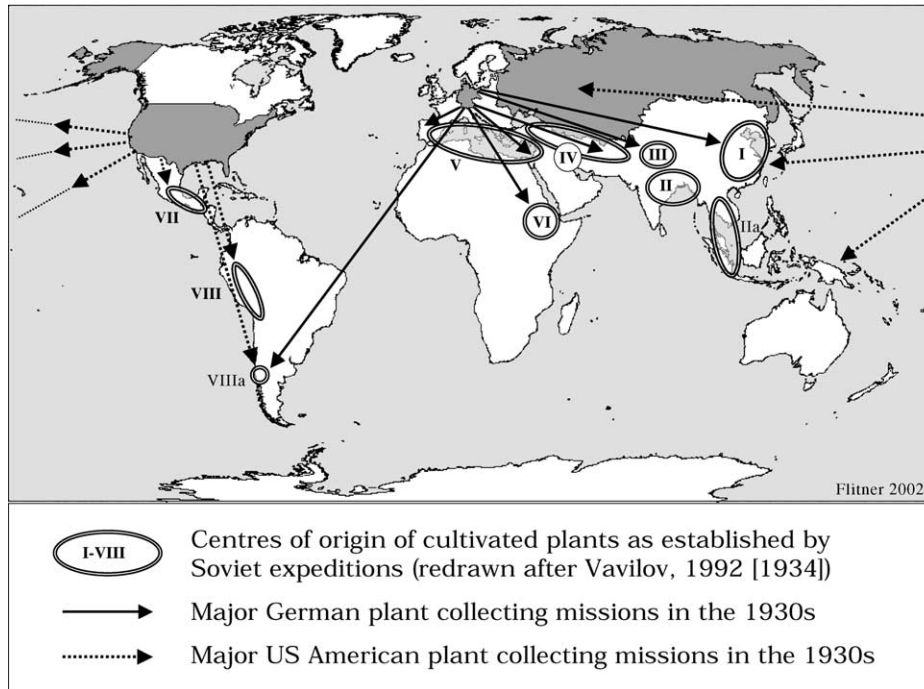 V
IV
III
I
II
VI
IIa
VII
VIII
VIIIa
Flitner 2002
I-VIII
Centres of origin of cultivated plants as established by
Soviet expeditions (redrawn after Vavilov, 1992 [1934])
Major German plant collecting missions in the 1930s
Major US American plant collecting missions in the 1930s